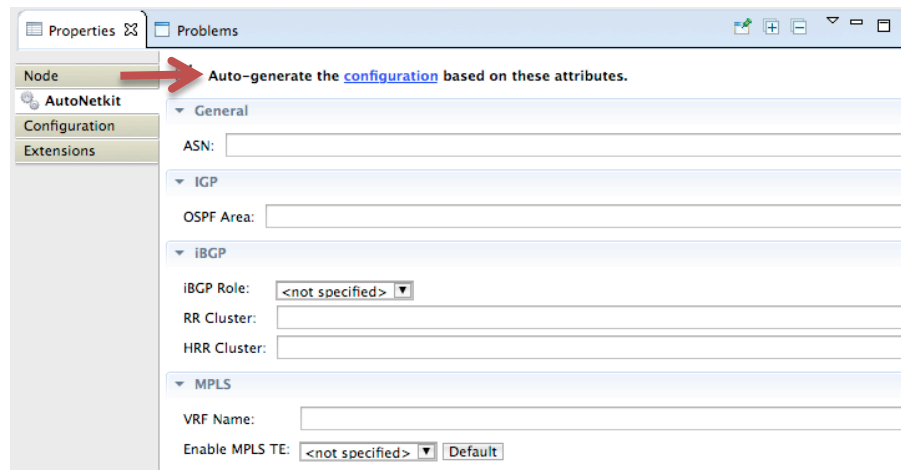 Properties
Problems
Node
AutoNetkit
Configuration
Extensions
Auto-generate the configuration based on these attributes.
General
ASN:
IGP
OSPF Area:
iBGP
iBGP Role: <not specified>
RR Cluster:
HRR Cluster:
MPLS
VRF Name:
Enable MPLS TE: <not specified> Default